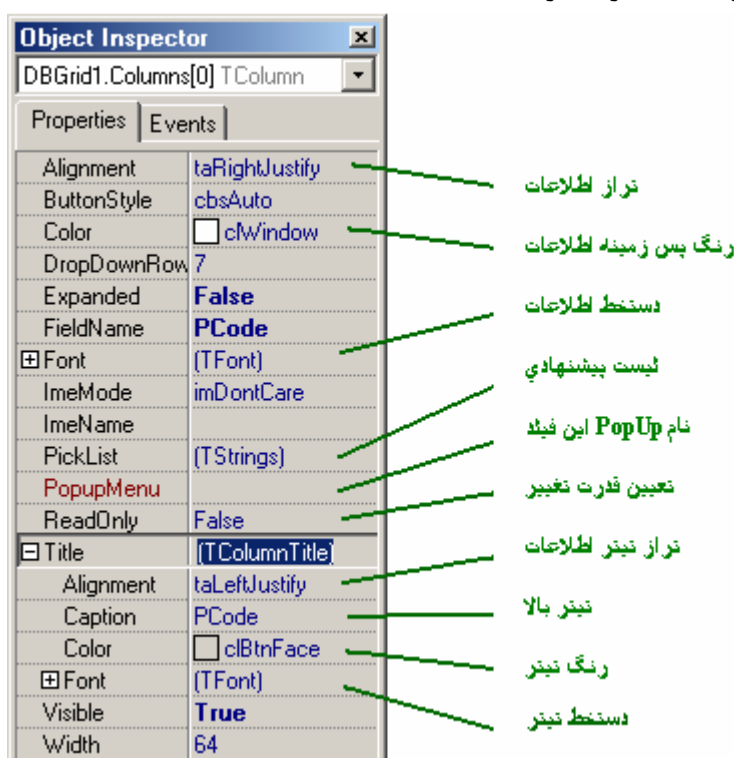 Object Inspector
DBGrid1.Columns[0] TColumn
Properties Events
Alignment taRightJustify
تراز اطلاعات
ButtonStyle cbsAuto
Color clWindow
رنگ پس زمينه اطلاعات
DropDownRow 7
Expanded False
دستخط اطلاعات
FieldName PCode
Font (TFont)
ليست پيشنهادي
ImeMode imDontCare
ImeName
نام PopUp اين فيلد
PickList (TStrings)
PopupMenu
تعيين قدرت تغيير
ReadOnly False
Title (TColumnTitle)
تراز تيتر اطلاعات
Alignment taLeftJustify
Caption PCode
تيتر بالا
Color clBtnFace
رنگ تيتر
Font (TFont)
Visible True
دستخط تيتر
Width 64